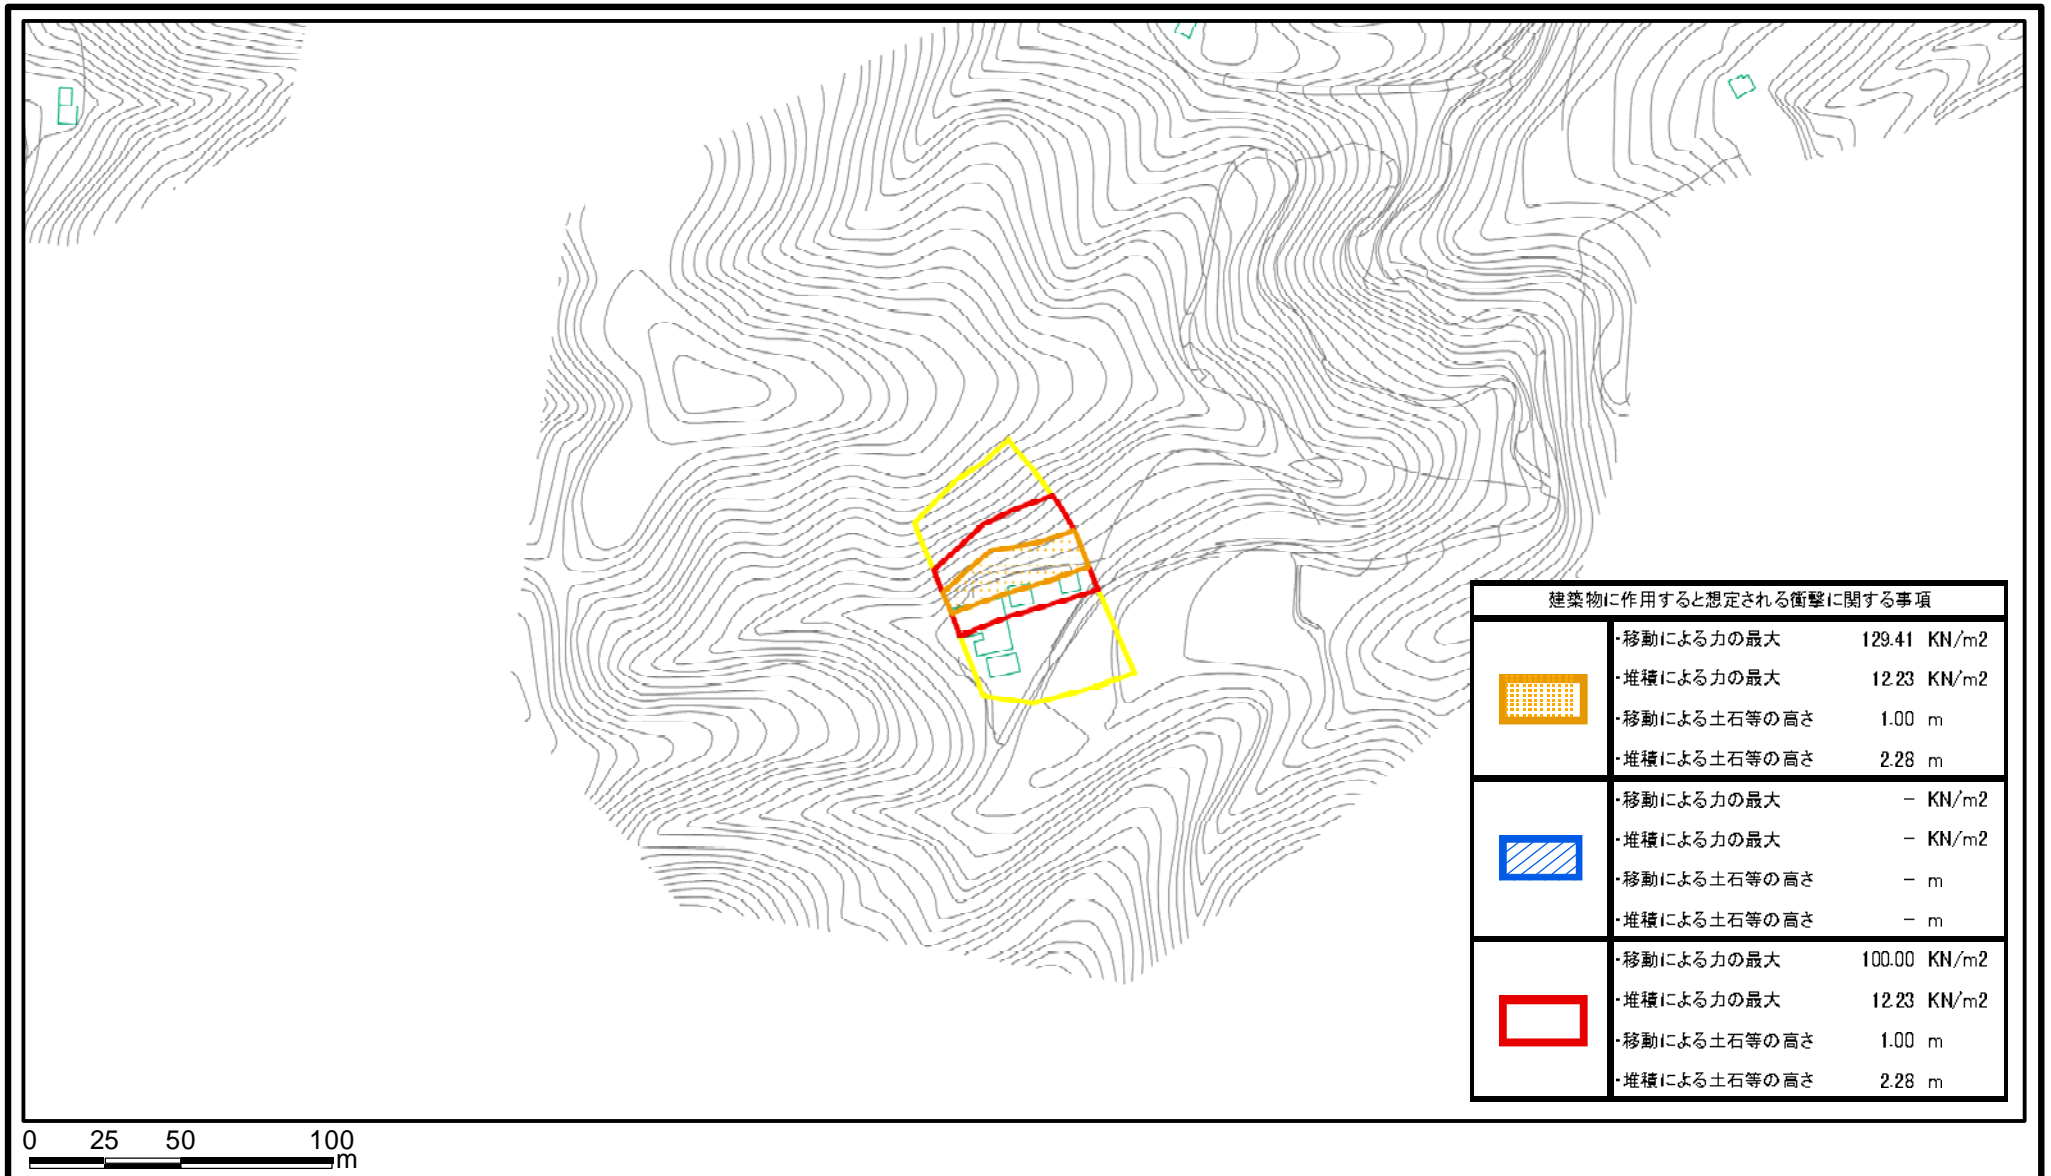 建築物に作用すると想定される衝撃に関する事項
・移動による力の最大 129.41 KN/m2
・堆積による力の最大 12.23 KN/m2
・移動による土石等の高さ 1.00 m
・堆積による土石等の高さ 2.28 m
・移動による力の最大 － KN/m2
・堆積による力の最大 － KN/m2
・移動による土石等の高さ － m
・堆積による土石等の高さ － m
・移動による力の最大 100.00 KN/m2
・堆積による力の最大 12.23 KN/m2
・移動による土石等の高さ 1.00 m
・堆積による土石等の高さ 2.28 m
0 25 50 100
m